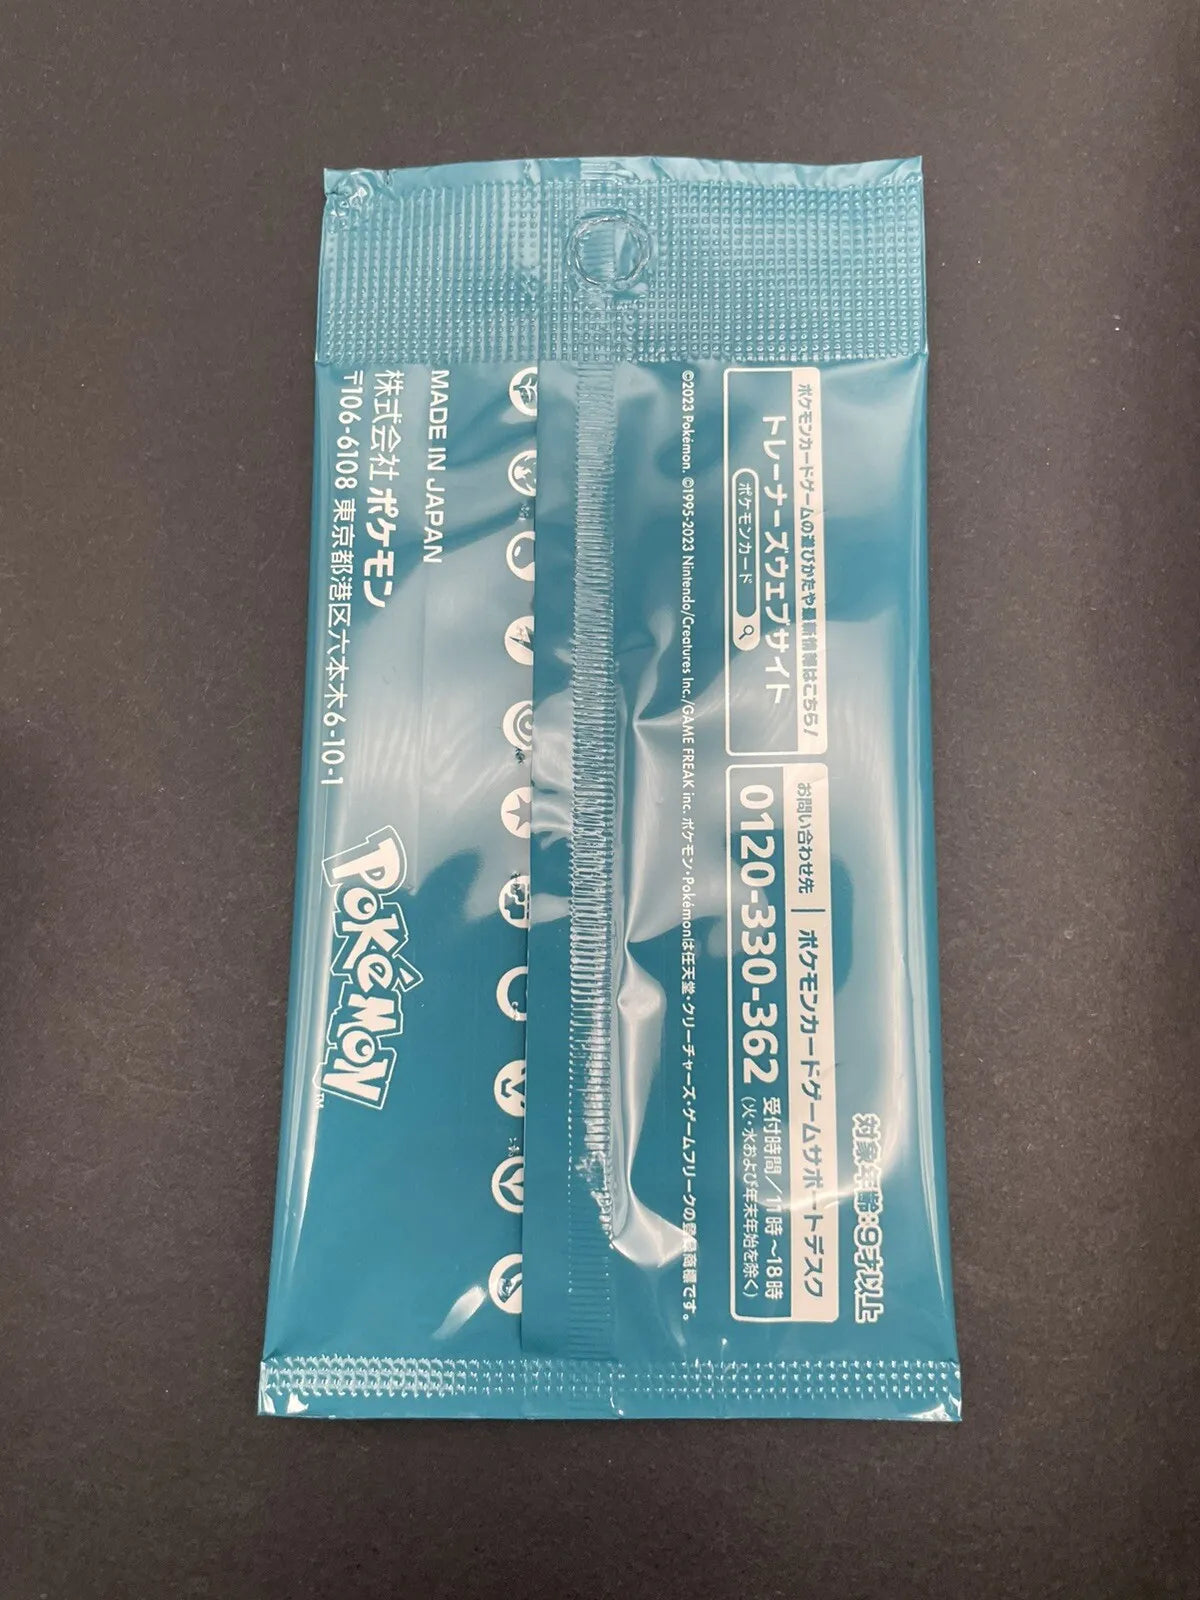 対象年齢:9才以上
ポケモンカードゲームの遊びかたや最新情報はこちら!
トレーナーズウェブサイト
ポケモンカード
お問い合わせ先 | ポケモンカードゲームサポートデスク
0120-330-362
受付時間/11時~18時
(火・水および年末年始を除く)
©2023 Pokémon. ©1995-2023 Nintendo/Creatures Inc./GAME FREAK inc. ポケモン・Pokémonは任天堂・クリーチャーズ・ゲームフリークの登録商標です。
MADE IN JAPAN
株式会社ポケモン
〒106-6108 東京都港区六本木6-10-1
POKéMON
TM